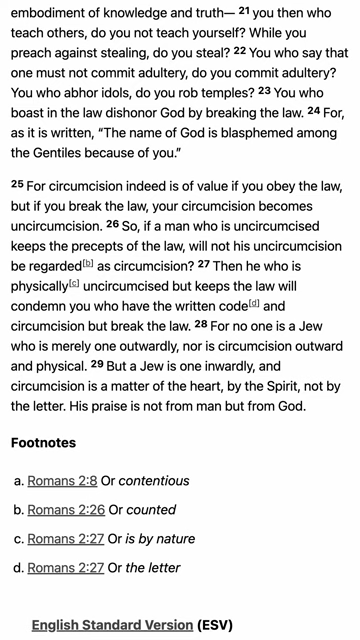 embodiment of knowledge and truth— 21 you then who
teach others, do you not teach yourself? While you
preach against stealing, do you steal? 22 You who say that
one must not commit adultery, do you commit adultery?
You who abhor idols, do you rob temples? 23 You who
boast in the law dishonor God by breaking the law. 24 For,
as it is written, “The name of God is blasphemed among
the Gentiles because of you.”
25 For circumcision indeed is of value if you obey the law,
but if you break the law, your circumcision becomes
uncircumcision. 26 So, if a man who is uncircumcised
keeps the precepts of the law, will not his uncircumcision
be regarded[b] as circumcision? 27 Then he who is
physically[c] uncircumcised but keeps the law will
condemn you who have the written code[d] and
circumcision but break the law. 28 For no one is a Jew
who is merely one outwardly, nor is circumcision outward
and physical. 29 But a Jew is one inwardly, and
circumcision is a matter of the heart, by the Spirit, not by
the letter. His praise is not from man but from God.
Footnotes
a. Romans 2:8 Or contentious
b. Romans 2:26 Or counted
c. Romans 2:27 Or is by nature
d. Romans 2:27 Or the letter
English Standard Version (ESV)